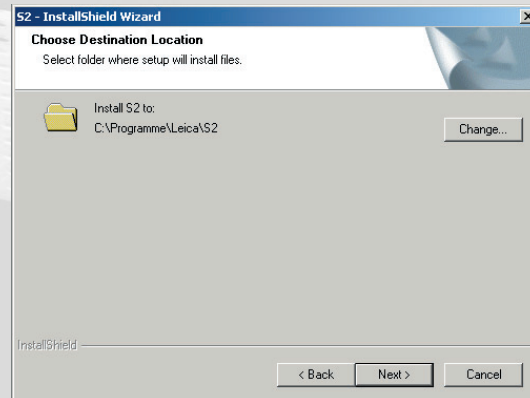 S2 - InstallShield Wizard
Choose Destination Location
Select folder where setup will install files.
Install S2 to:
C:\Programme\Leica\S2
Change...
InstallShield
< Back
Next >
Cancel